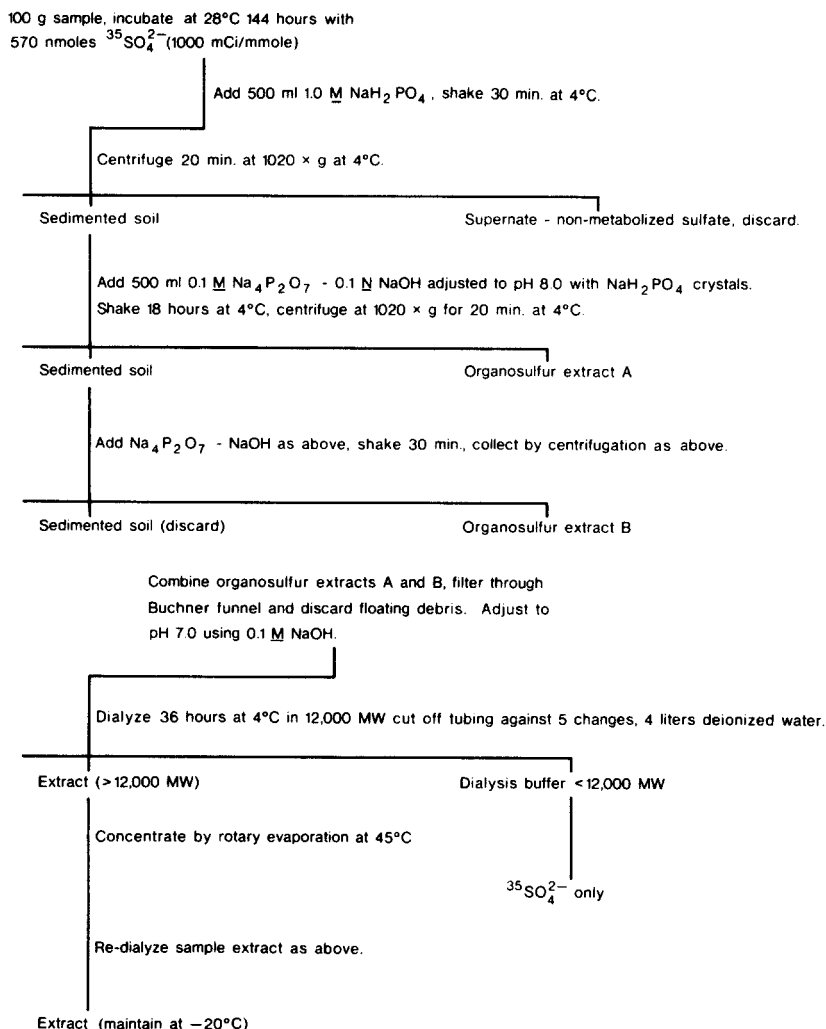 100 g sample, incubate at 28°C 144 hours with
570 nmoles ³⁵SO₄²⁻ (1000 mCi/mmole)
Add 500 ml 1.0 M NaH₂PO₄, shake 30 min. at 4°C.
Centrifuge 20 min. at 1020 × g at 4°C.
Sedimented soil
Supernate - non-metabolized sulfate, discard.
Add 500 ml 0.1 M Na₄P₂O₇ - 0.1 N NaOH adjusted to pH 8.0 with NaH₂PO₄ crystals.
Shake 18 hours at 4°C, centrifuge at 1020 × g for 20 min. at 4°C.
Sedimented soil
Organosulfur extract A
Add Na₄P₂O₇ - NaOH as above, shake 30 min., collect by centrifugation as above.
Sedimented soil (discard)
Organosulfur extract B
Combine organosulfur extracts A and B, filter through
Buchner funnel and discard floating debris. Adjust to
pH 7.0 using 0.1 M NaOH.
Dialyze 36 hours at 4°C in 12,000 MW cut off tubing against 5 changes, 4 liters deionized water.
Extract (>12,000 MW)
Dialysis buffer <12,000 MW
Concentrate by rotary evaporation at 45°C
³⁵SO₄²⁻ only
Re-dialyze sample extract as above.
Extract (maintain at −20°C)